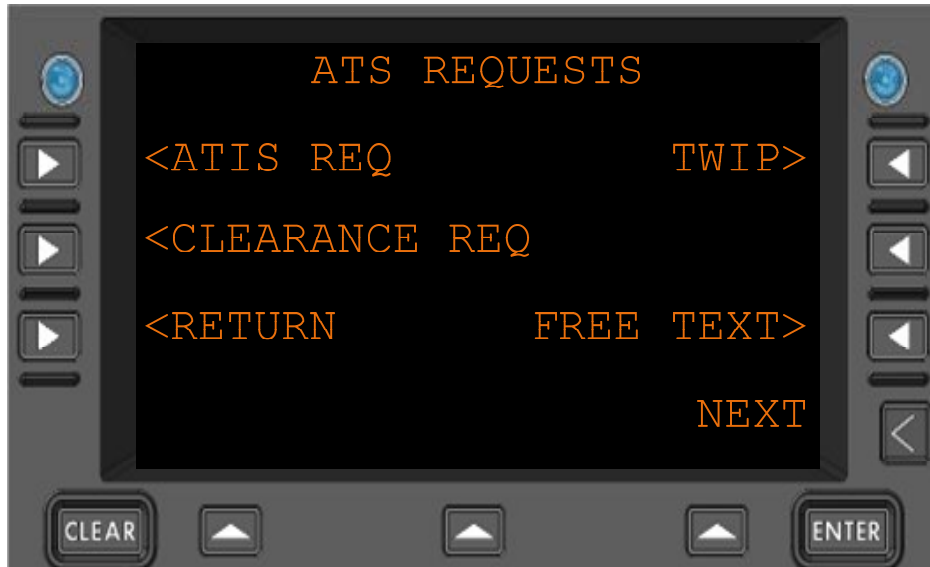 ATS REQUESTS
<ATIS REQ TWIP>
<CLEARANCE REQ
<RETURN FREE TEXT>
NEXT
CLEAR ENTER